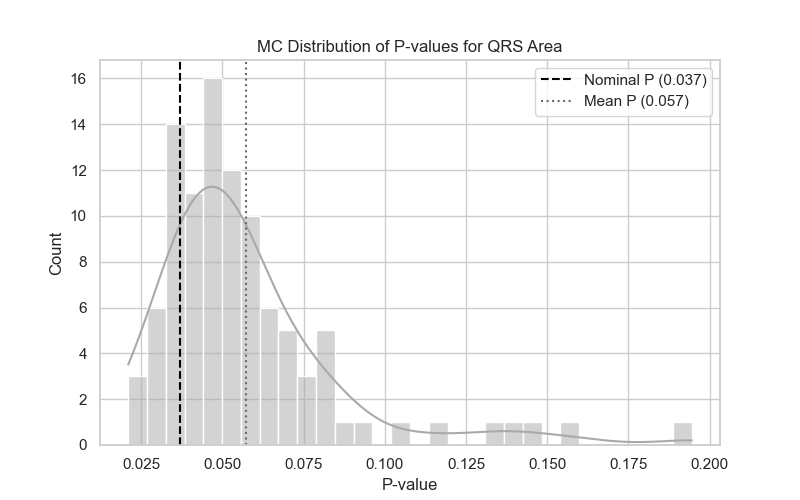 MC Distribution of P-values for QRS Area
Nominal P (0.037)
Mean P (0.057)
Count
16
14
12
10
8
6
4
2
0
0.025 0.050 0.075 0.100 0.125 0.150 0.175 0.200
P-value